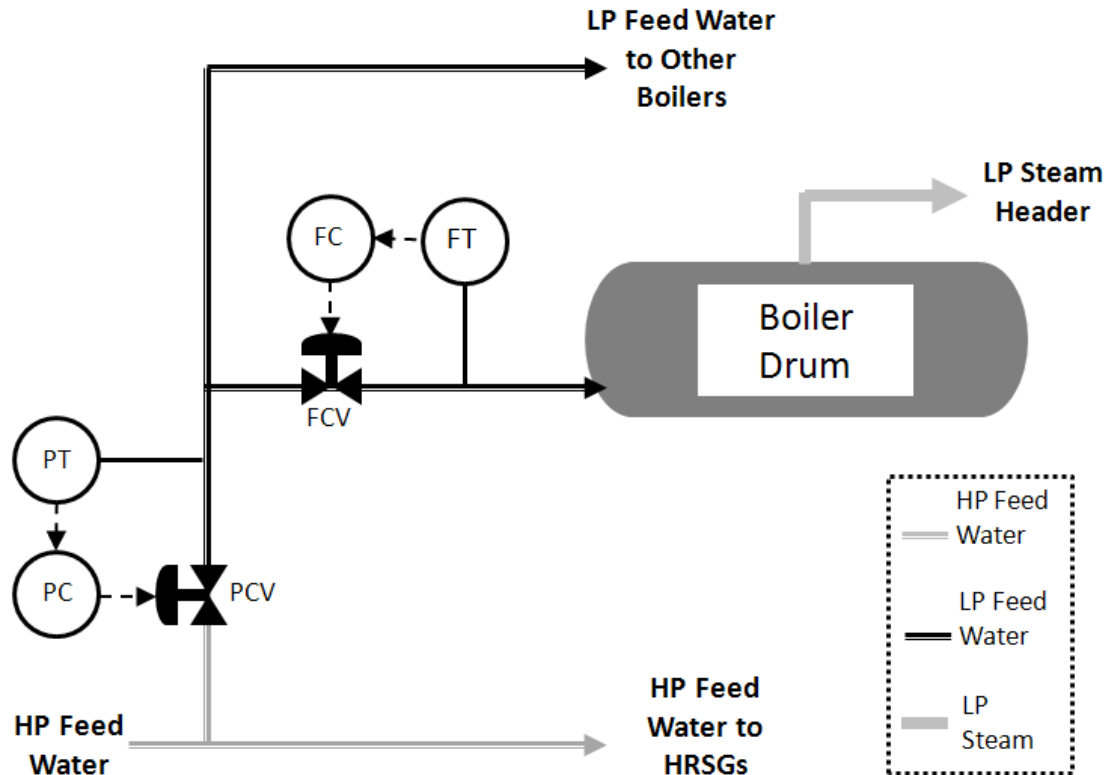 LP Feed Water
to Other
Boilers
LP Steam
Header
FC
FT
Boiler
Drum
FCV
PT
PC
PCV
HP Feed
Water
HP Feed
Water to
HRSGs
HP Feed
Water
LP Feed
Water
LP
Steam